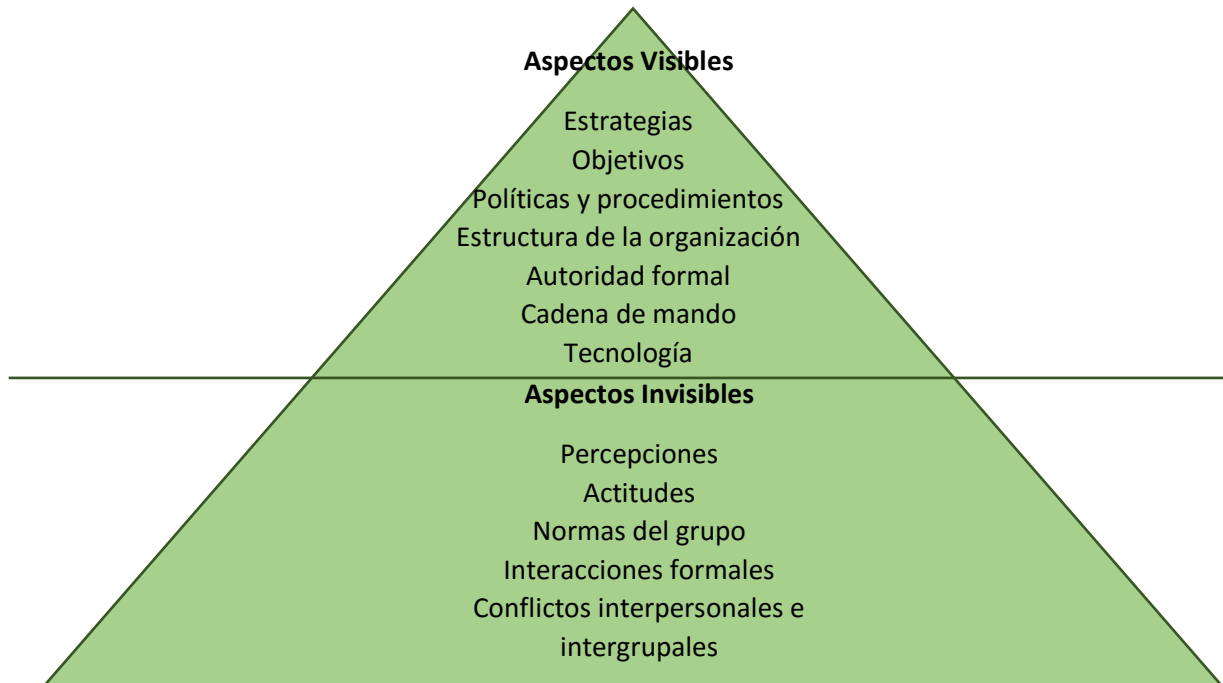 Aspectos Visibles
Estrategias
Objetivos
Políticas y procedimientos
Estructura de la organización
Autoridad formal
Cadena de mando
Tecnología
Aspectos Invisibles
Percepciones
Actitudes
Normas del grupo
Interacciones formales
Conflictos interpersonales e
intergrupales